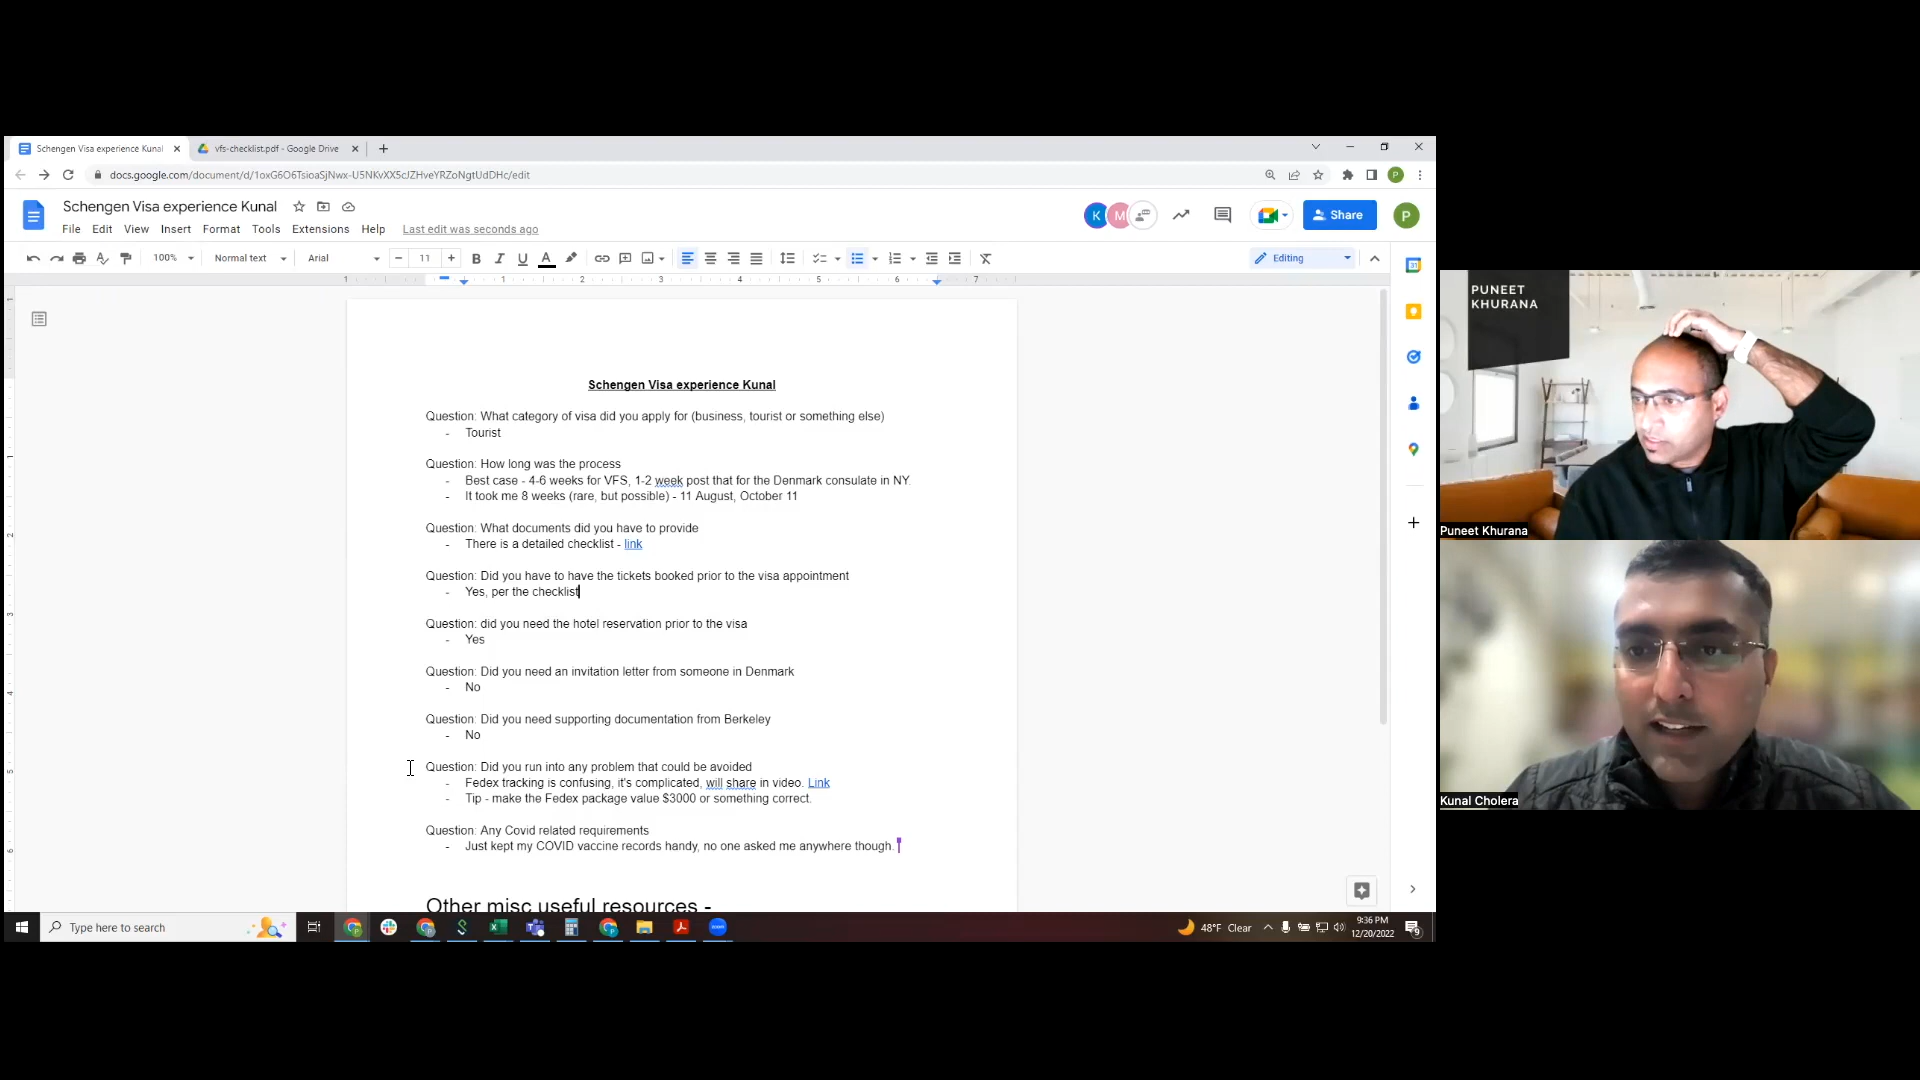 Schengen Visa experience Kunal
vfs-checklist.pdf - Google Drive
docs.google.com/document/d/1oxG6O6TsioaSjNwx-U5NKvXX5cJZHveYRZoNgtUdDHc/edit
Schengen Visa experience Kunal
K M
Share
P
File Edit View Insert Format Tools Extensions Help Last edit was seconds ago
100% Normal text Arial 11 B I U A Editing
1 1 2 3 4 5 6 7
Schengen Visa experience Kunal
Question: What category of visa did you apply for (business, tourist or something else)
- Tourist
Question: How long was the process
- Best case - 4-6 weeks for VFS, 1-2 week post that for the Denmark consulate in NY.
- It took me 8 weeks (rare, but possible) - 11 August, October 11
Question: What documents did you have to provide
- There is a detailed checklist - link
Question: Did you have to have the tickets booked prior to the visa appointment
- Yes, per the checklist
Question: did you need the hotel reservation prior to the visa
- Yes
Question: Did you need an invitation letter from someone in Denmark
- No
Question: Did you need supporting documentation from Berkeley
- No
Question: Did you run into any problem that could be avoided
- Fedex tracking is confusing, it's complicated, will share in video. Link
- Tip - make the Fedex package value $3000 or something correct.
Question: Any Covid related requirements
- Just kept my COVID vaccine records handy, no one asked me anywhere though.
Other misc useful resources -
Type here to search
48°F Clear
9:36 PM
12/20/2022
PUNEET
KHURANA
Puneet Khurana
Kunal Cholera